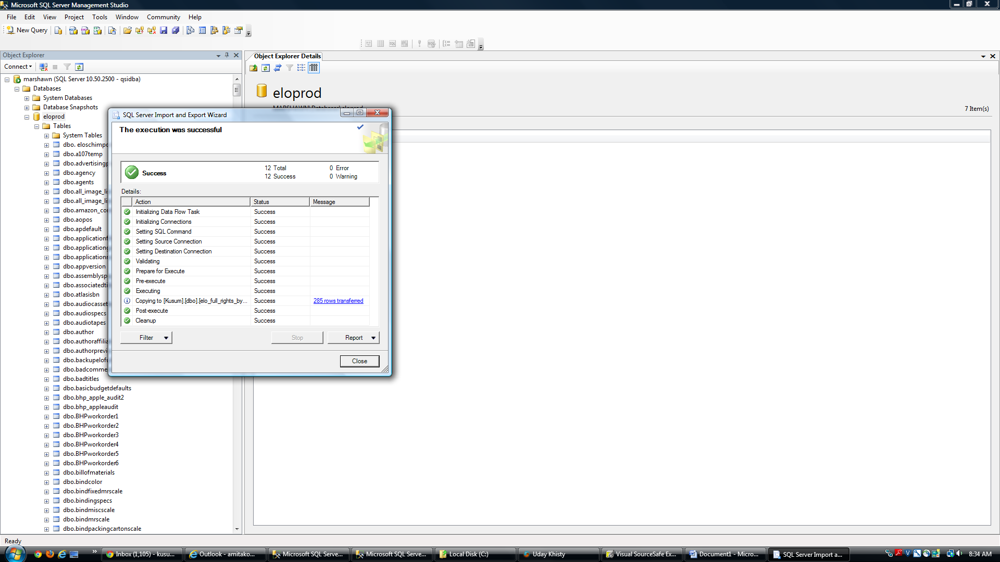 Microsoft SQL Server Management Studio
File Edit View Project Tools Window Community Help
New Query
Object Explorer
Connect
marshawn (SQL Server 10.50.2500 - qsidba)
Databases
System Databases
Database Snapshots
eloprod
Tables
System Tables
dbo. eloschimpo
dbo.a107temp
dbo.advertisingp
dbo.agency
dbo.agents
dbo.all_image_li
dbo.all_image_li
dbo.amazon_co
dbo.aopos
dbo.apdefault
dbo.applicationf
dbo.application
dbo.application
dbo.appversion
dbo.assemblysp
dbo.associatedti
dbo.atlasisbn
dbo.audiocasset
dbo.audiospecs
dbo.audiotapes
dbo.author
dbo.authoraffilia
dbo.authorprevi
dbo.backupelofu
dbo.badcomme
dbo.badtitles
dbo.basicbudgetdefaults
dbo.bhp_apple_audit2
dbo.bhp_appleaudit
dbo.BHPworkorder1
dbo.BHPworkorder2
dbo.BHPworkorder3
dbo.BHPworkorder4
dbo.BHPworkorder5
dbo.BHPworkorder6
dbo.billofmaterials
dbo.bindcolor
dbo.bindfixedmrscale
dbo.bindingspecs
dbo.bindmiscscale
dbo.bindmrscale
dbo.bindpackingcartonscale
Object Explorer Details
eloprod
7 Item(s)
SQL Server Import and Export Wizard
The execution was successful
Success
12 Total 0 Error
12 Success 0 Warning
Details:
Action Status Message
Initializing Data Flow Task Success
Initializing Connections Success
Setting SQL Command Success
Setting Source Connection Success
Setting Destination Connection Success
Validating Success
Prepare for Execute Success
Pre-execute Success
Executing Success
Copying to [Kusum].[dbo].[elo_full_rights_by... Success 285 rows transferred
Post-execute Success
Cleanup Success
Filter Stop Report
Close
Ready
Inbox (1,105) - kusu... Outlook - amitako... Microsoft SQL Serve... Microsoft SQL Serve... Local Disk (C:) Uday Khisty Visual SourceSafe Ex... Document1 - Micro... SQL Server Import a... 8:34 AM